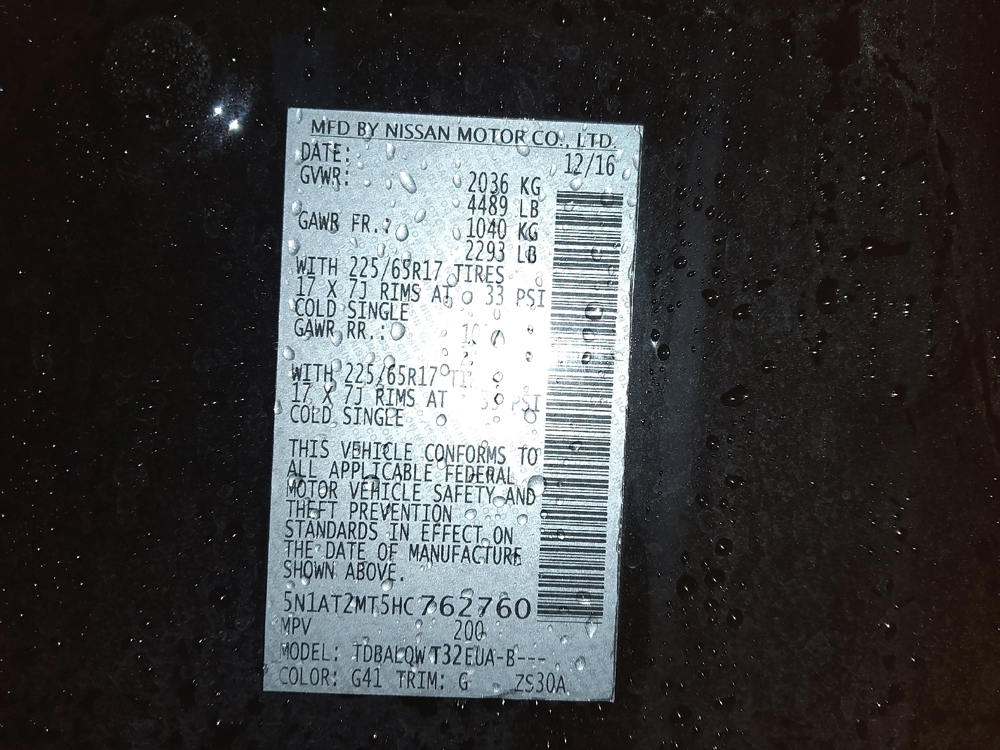 MFD BY NISSAN MOTOR CO., LTD.
DATE: 12/16
GVWR: 2036 KG
4489 LB
GAWR FR.: 1040 KG
2293 LB
WITH 225/65R17 TIRES
17 X 7J RIMS AT 33 PSI
COLD SINGLE
GAWR RR.:
WITH 225/65R17
17 X 7J RIMS AT PSI
COLD SINGLE
THIS VEHICLE CONFORMS TO
ALL APPLICABLE FEDERAL
MOTOR VEHICLE SAFETY AND
THEFT PREVENTION
STANDARDS IN EFFECT ON
THE DATE OF MANUFACTURE
SHOWN ABOVE.
5N1AT2MT5HC762760
MPV 200
MODEL: TDBALQWT32EUA-B---
COLOR: G41 TRIM: G ZS30A